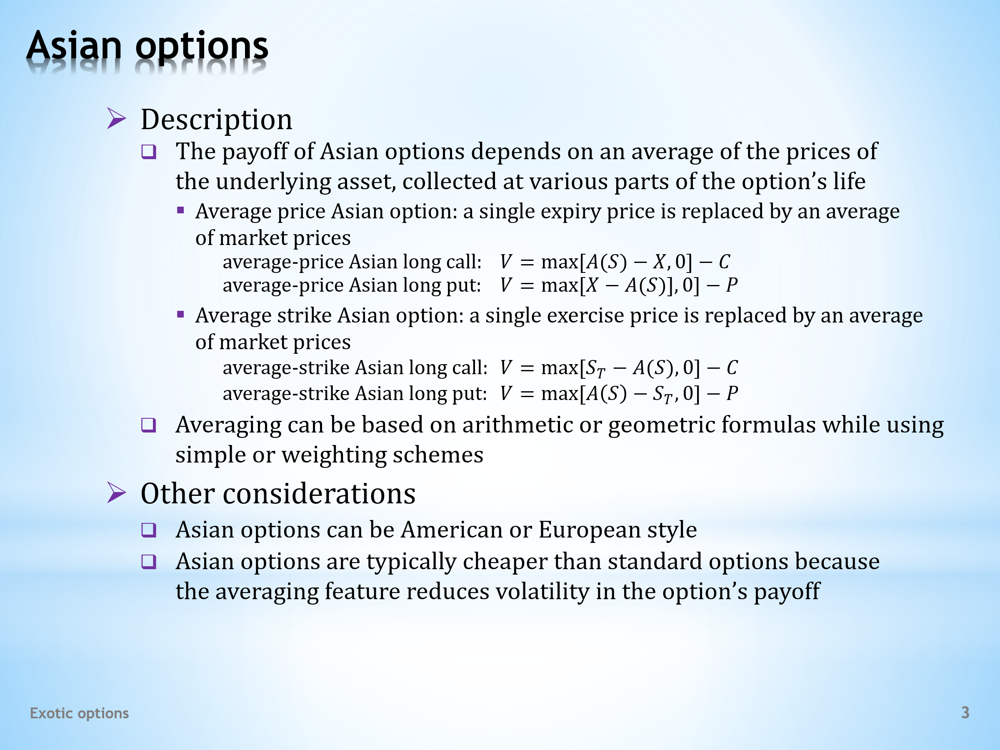 Asian options
Description
The payoff of Asian options depends on an average of the prices of
the underlying asset, collected at various parts of the option’s life
Average price Asian option: a single expiry price is replaced by an average
of market prices
average-price Asian long call: V = max[A(S) − X, 0] − C
average-price Asian long put: V = max[X − A(S)], 0] − P
Average strike Asian option: a single exercise price is replaced by an average
of market prices
average-strike Asian long call: V = max[S_T − A(S), 0] − C
average-strike Asian long put: V = max[A(S) − S_T, 0] − P
Averaging can be based on arithmetic or geometric formulas while using
simple or weighting schemes
Other considerations
Asian options can be American or European style
Asian options are typically cheaper than standard options because
the averaging feature reduces volatility in the option’s payoff
Exotic options
3